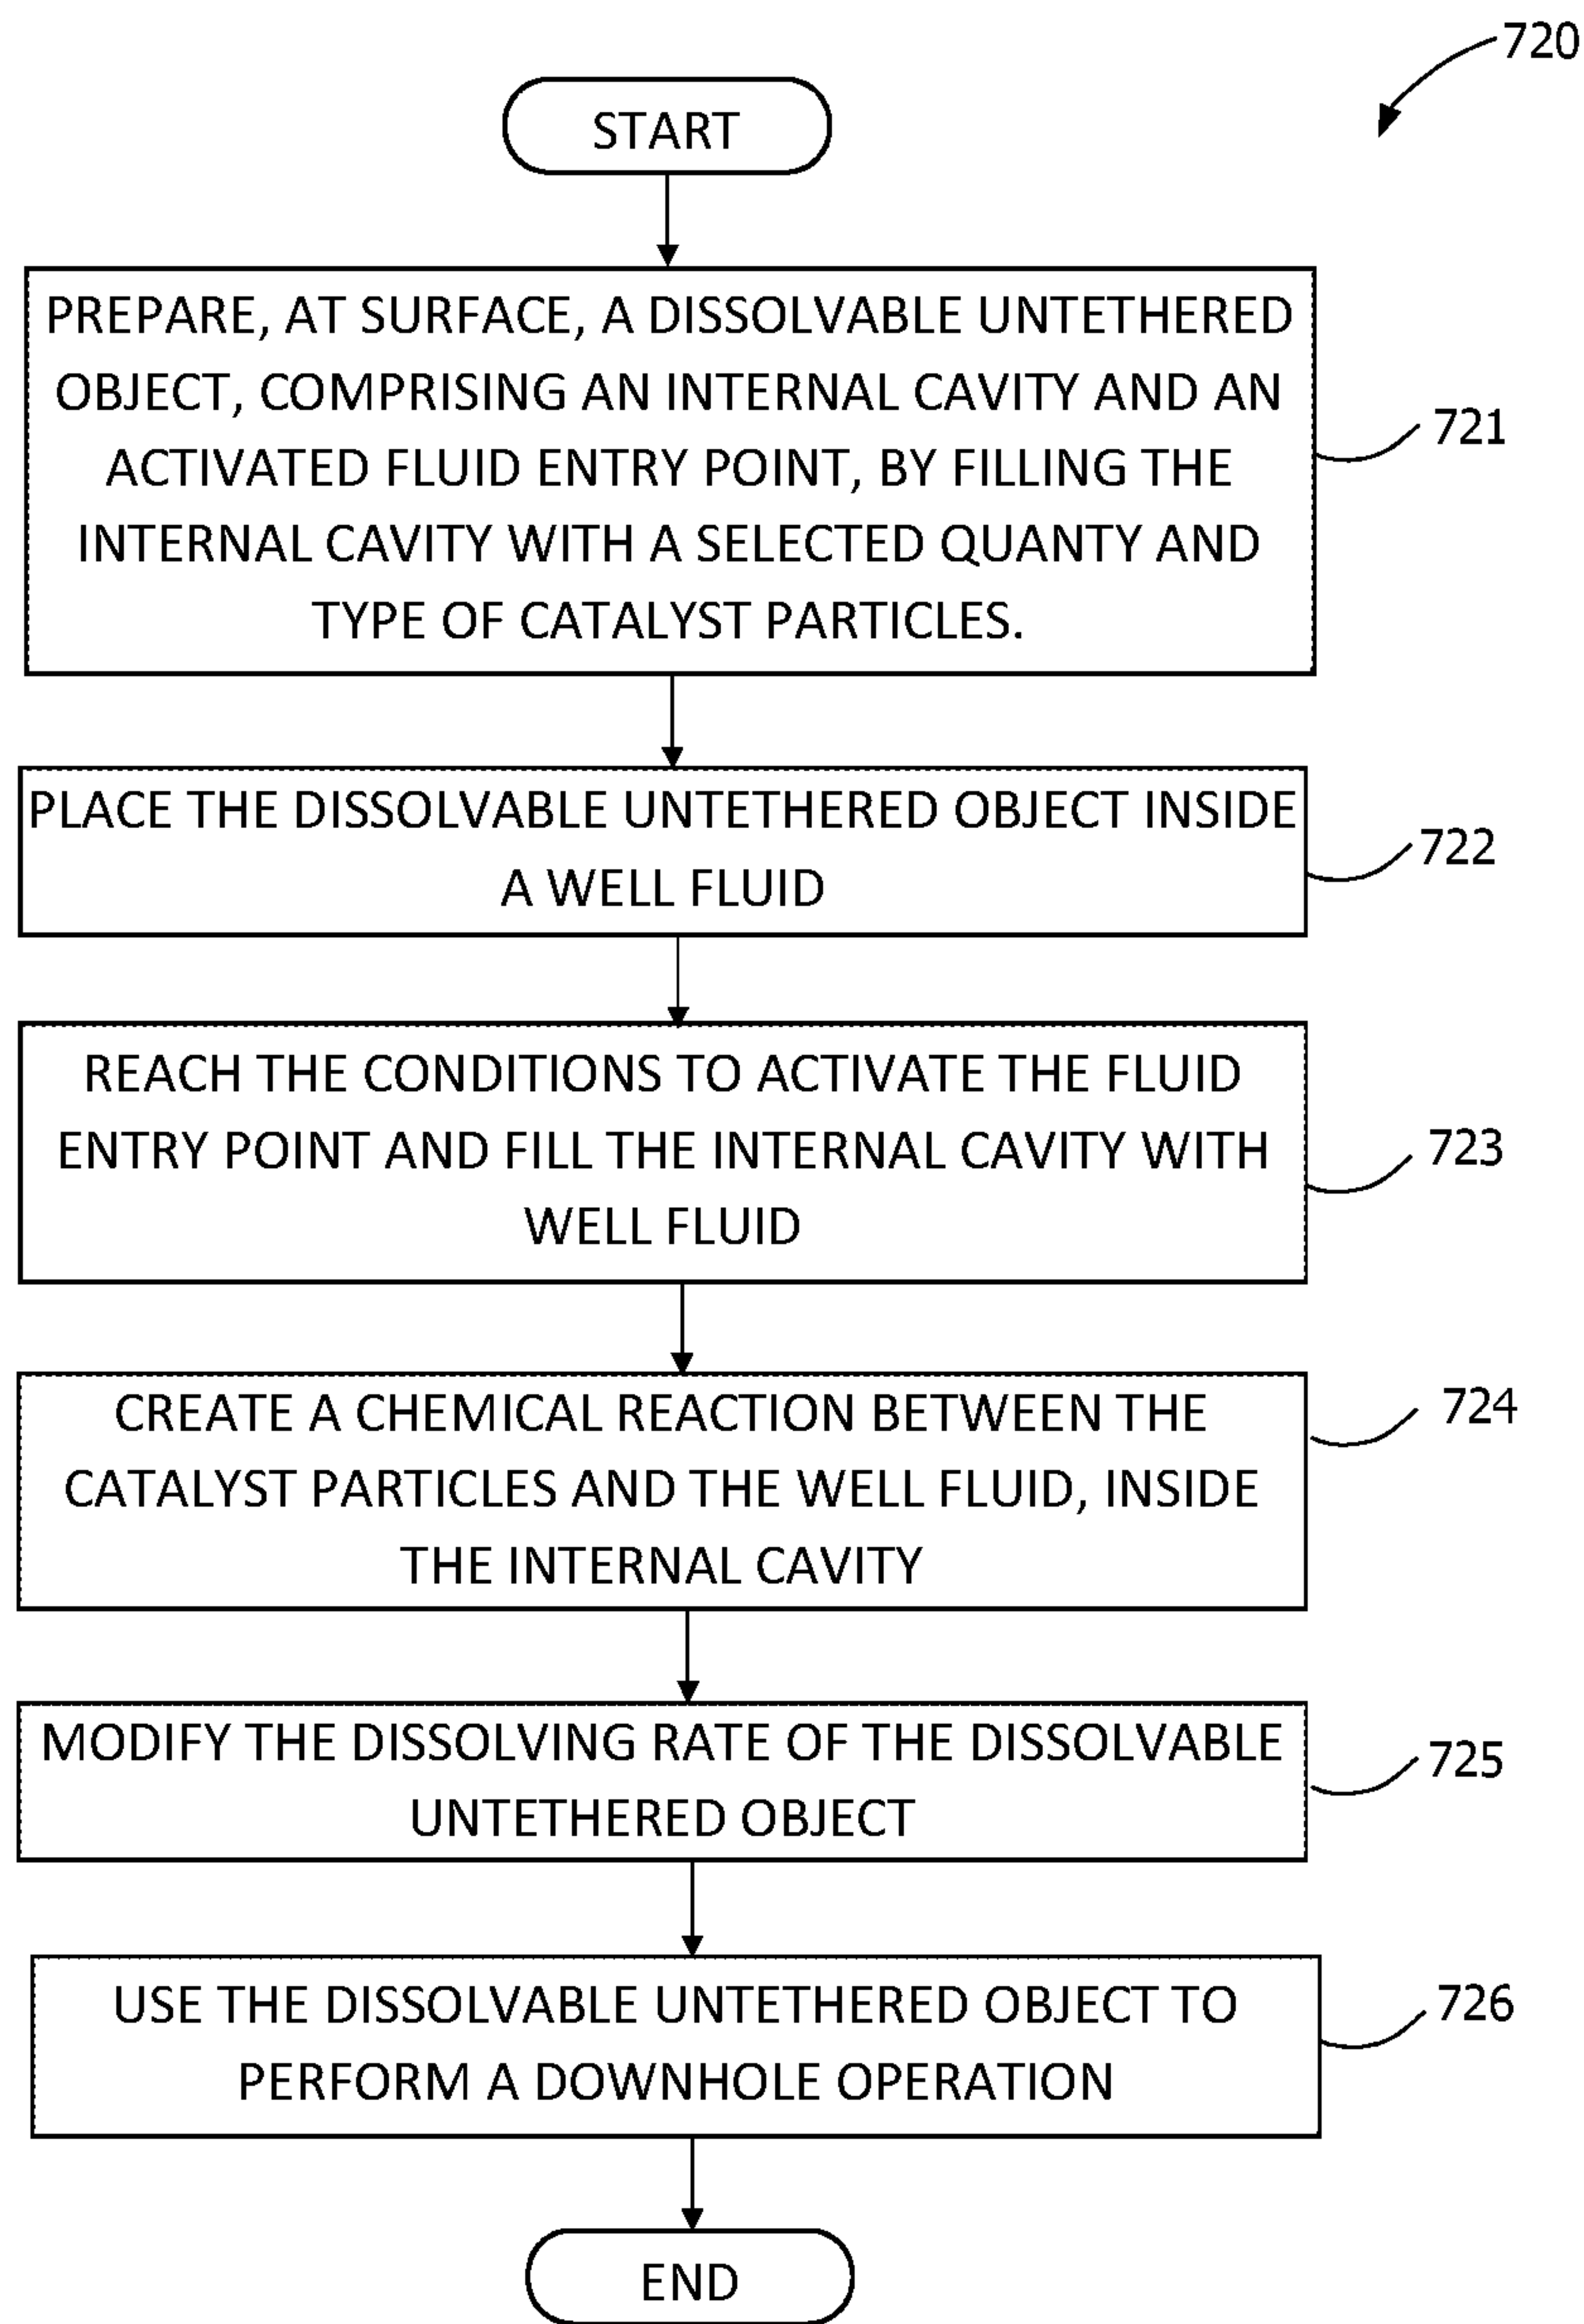 720
START
PREPARE, AT SURFACE, A DISSOLVABLE UNTETHERED
OBJECT, COMPRISING AN INTERNAL CAVITY AND AN
ACTIVATED FLUID ENTRY POINT, BY FILLING THE
INTERNAL CAVITY WITH A SELECTED QUANTY AND
TYPE OF CATALYST PARTICLES.
721
PLACE THE DISSOLVABLE UNTETHERED OBJECT INSIDE
A WELL FLUID
722
REACH THE CONDITIONS TO ACTIVATE THE FLUID
ENTRY POINT AND FILL THE INTERNAL CAVITY WITH
WELL FLUID
723
CREATE A CHEMICAL REACTION BETWEEN THE
CATALYST PARTICLES AND THE WELL FLUID, INSIDE
THE INTERNAL CAVITY
724
MODIFY THE DISSOLVING RATE OF THE DISSOLVABLE
UNTETHERED OBJECT
725
USE THE DISSOLVABLE UNTETHERED OBJECT TO
PERFORM A DOWNHOLE OPERATION
726
END